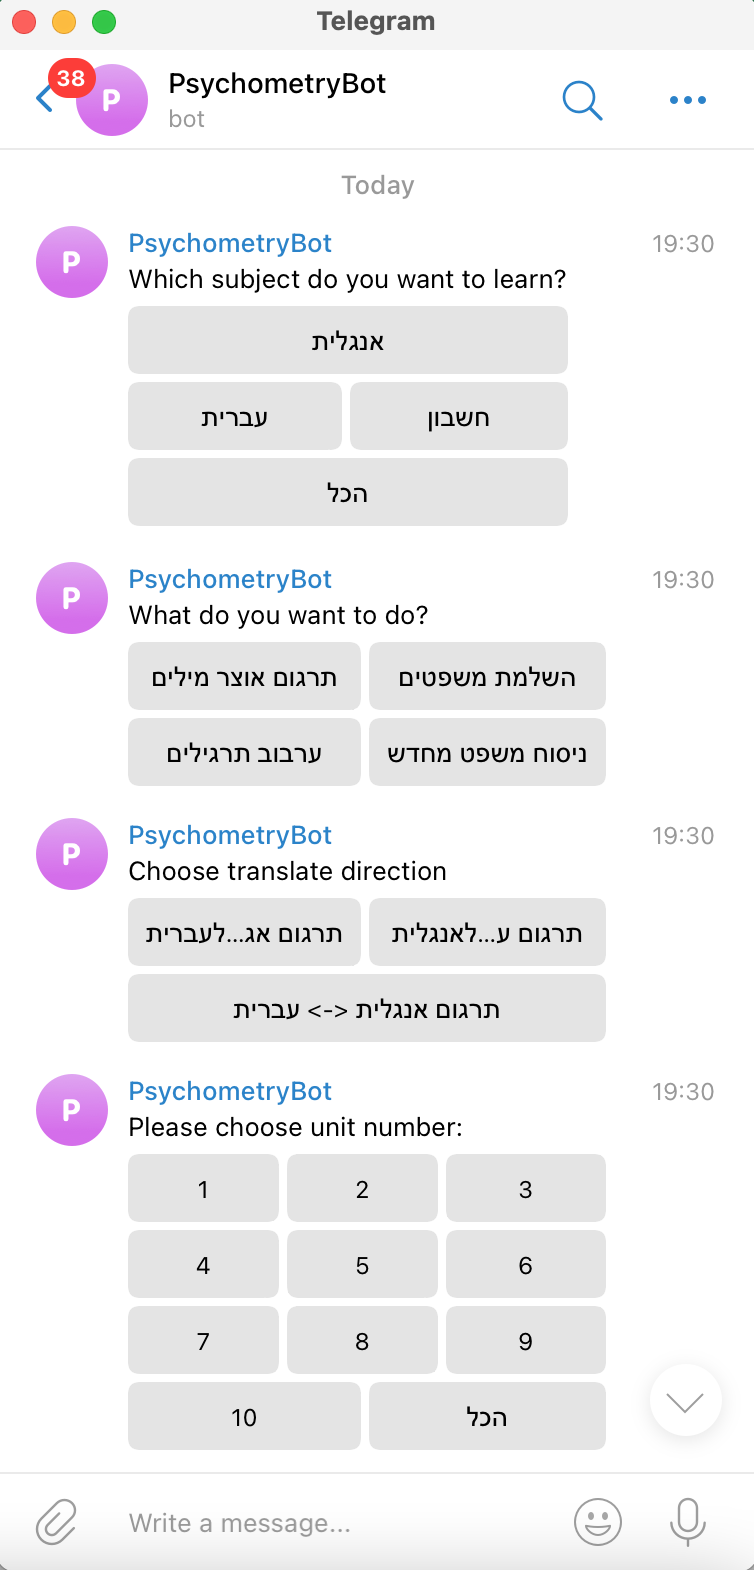 Telegram
38
P
PsychometryBot
bot
Today
P
PsychometryBot 19:30
Which subject do you want to learn?
אנגלית
עברית חשבון
הכל
P
PsychometryBot 19:30
What do you want to do?
תרגום אוצר מילים השלמת משפטים
ערבוב תרגילים ניסוח משפט מחדש
P
PsychometryBot 19:30
Choose translate direction
תרגום אג...לעברית תרגום ע...לאנגלית
תרגום אנגלית <-> עברית
P
PsychometryBot 19:30
Please choose unit number:
1 2 3
4 5 6
7 8 9
10 הכל
Write a message...